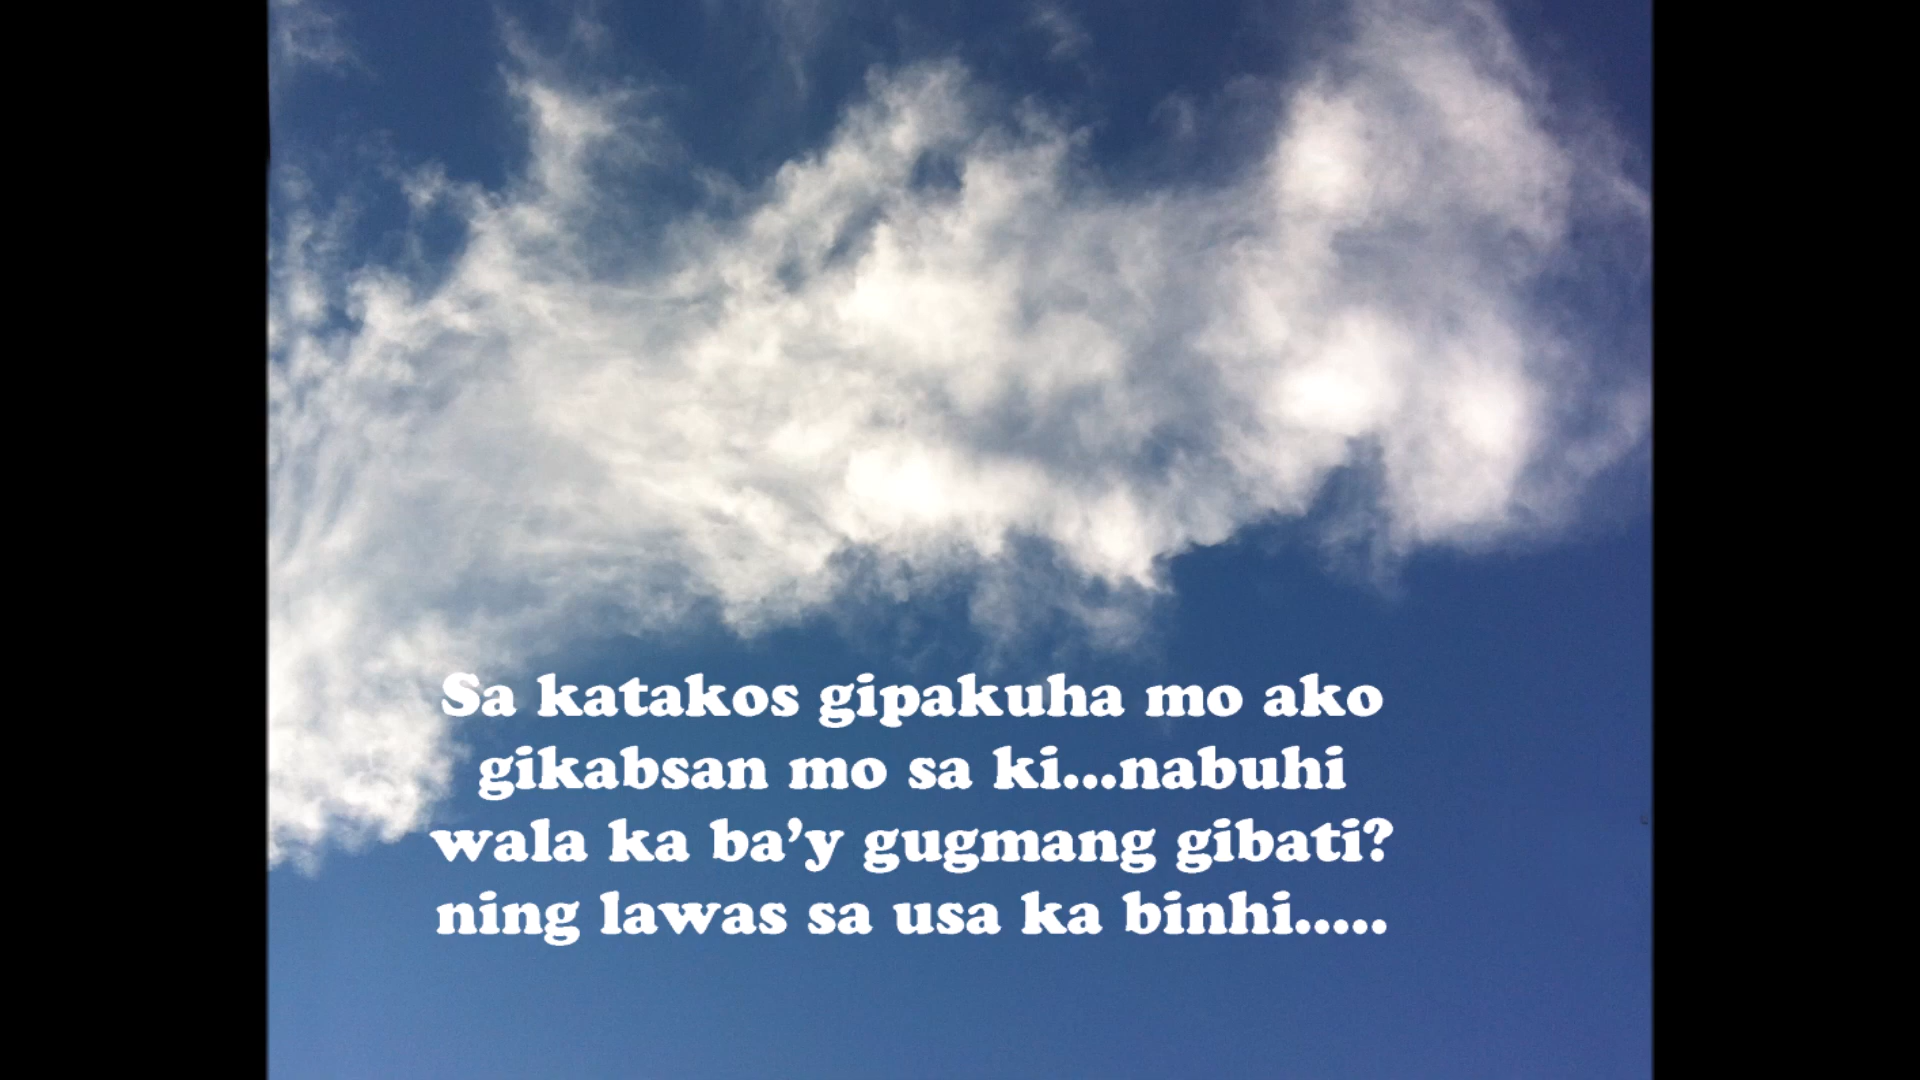 Sa katakos gipakuha mo ako
gikabsan mo sa ki...nabuhi
wala ka ba’y gugmang gibati?
ning lawas sa usa ka binhi.....